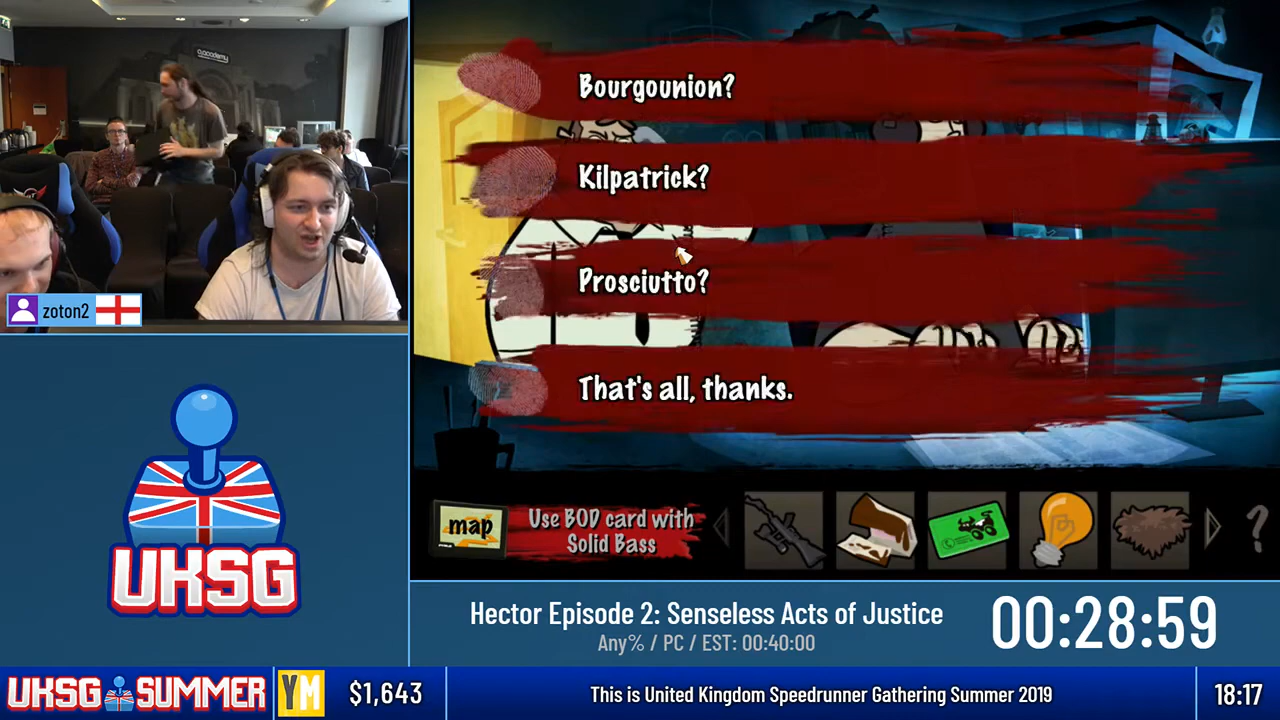 academy
zoton2
UKSG
Bourgounion?
Kilpatrick?
Prosciutto?
That's all, thanks.
map
Use BOD card with
Solid Bass
?
Hector Episode 2: Senseless Acts of Justice
Any% / PC / EST: 00:40:00
00:28:59
UKSG SUMMER
YM
$1,643
This is United Kingdom Speedrunner Gathering Summer 2019
18:17